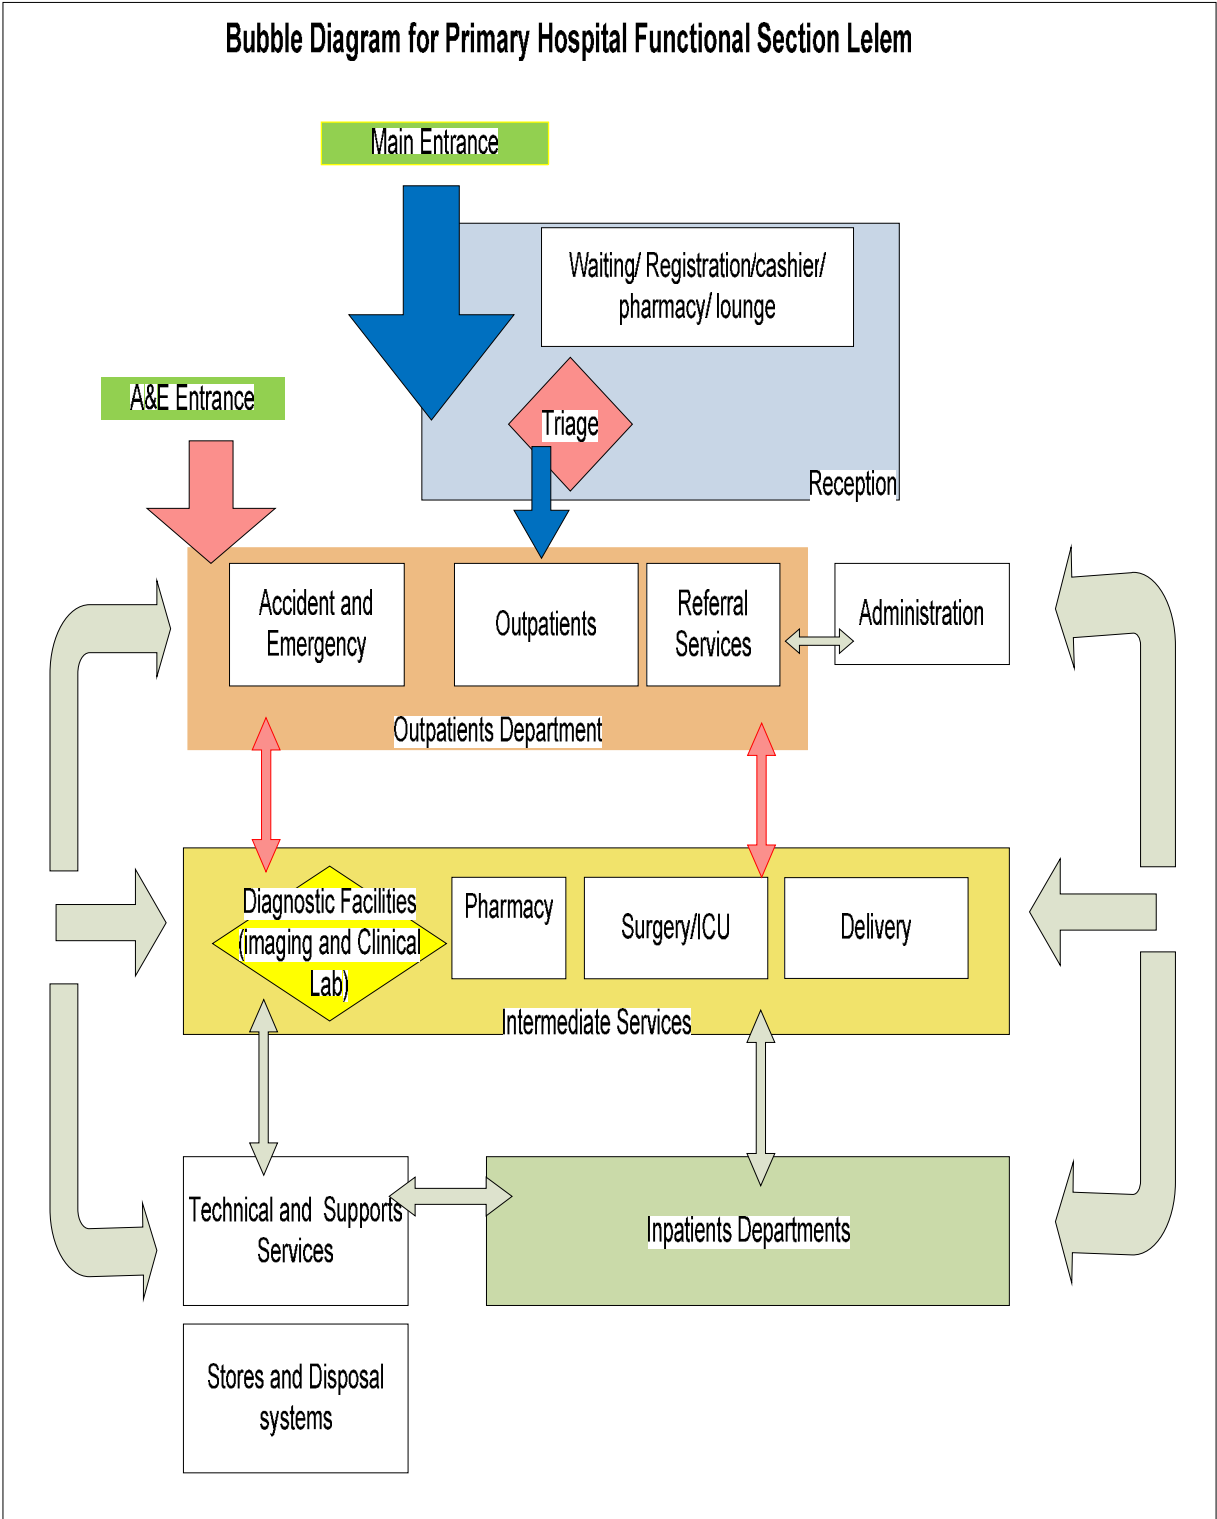 Bubble Diagram for Primary Hospital Functional Section Lelem
Main Entrance
Waiting/ Registration/cashier/
pharmacy/ lounge
A&E Entrance
Triage
Reception
Accident and
Emergency
Outpatients
Referral
Services
Administration
Outpatients Department
Diagnostic Facilities
(imaging and Clinical
Lab)
Pharmacy
Surgery/ICU
Delivery
Intermediate Services
Technical and Supports
Services
Inpatients Departments
Stores and Disposal
systems